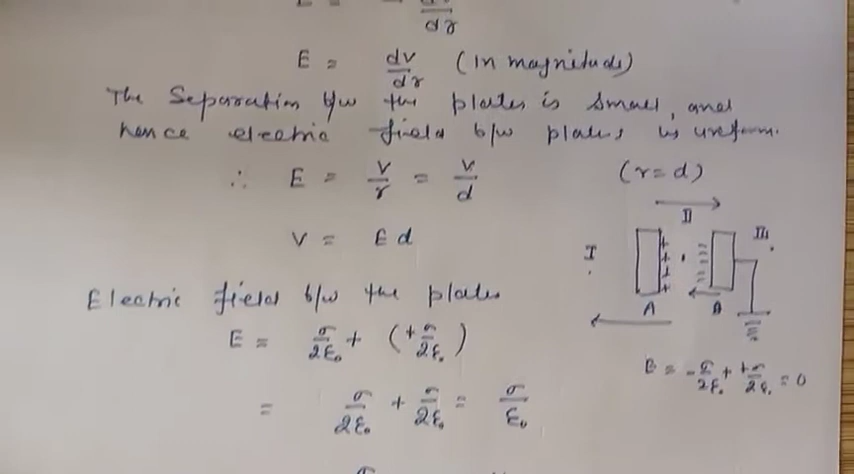 dr
E = dv/dr (in magnitude)
The Separation b/w the plates is small, and
hence electric field b/w plates is uniform.
∴ E = V/r = V/d (r = d)
V = Ed
II
I
III
+ + + +
A B
Electric field b/w the plates
E = σ/2ε₀ + (+σ/2ε₀)
= σ/2ε₀ + σ/2ε₀ = σ/ε₀
E = -σ/2ε₀ + +σ/2ε₀ = 0